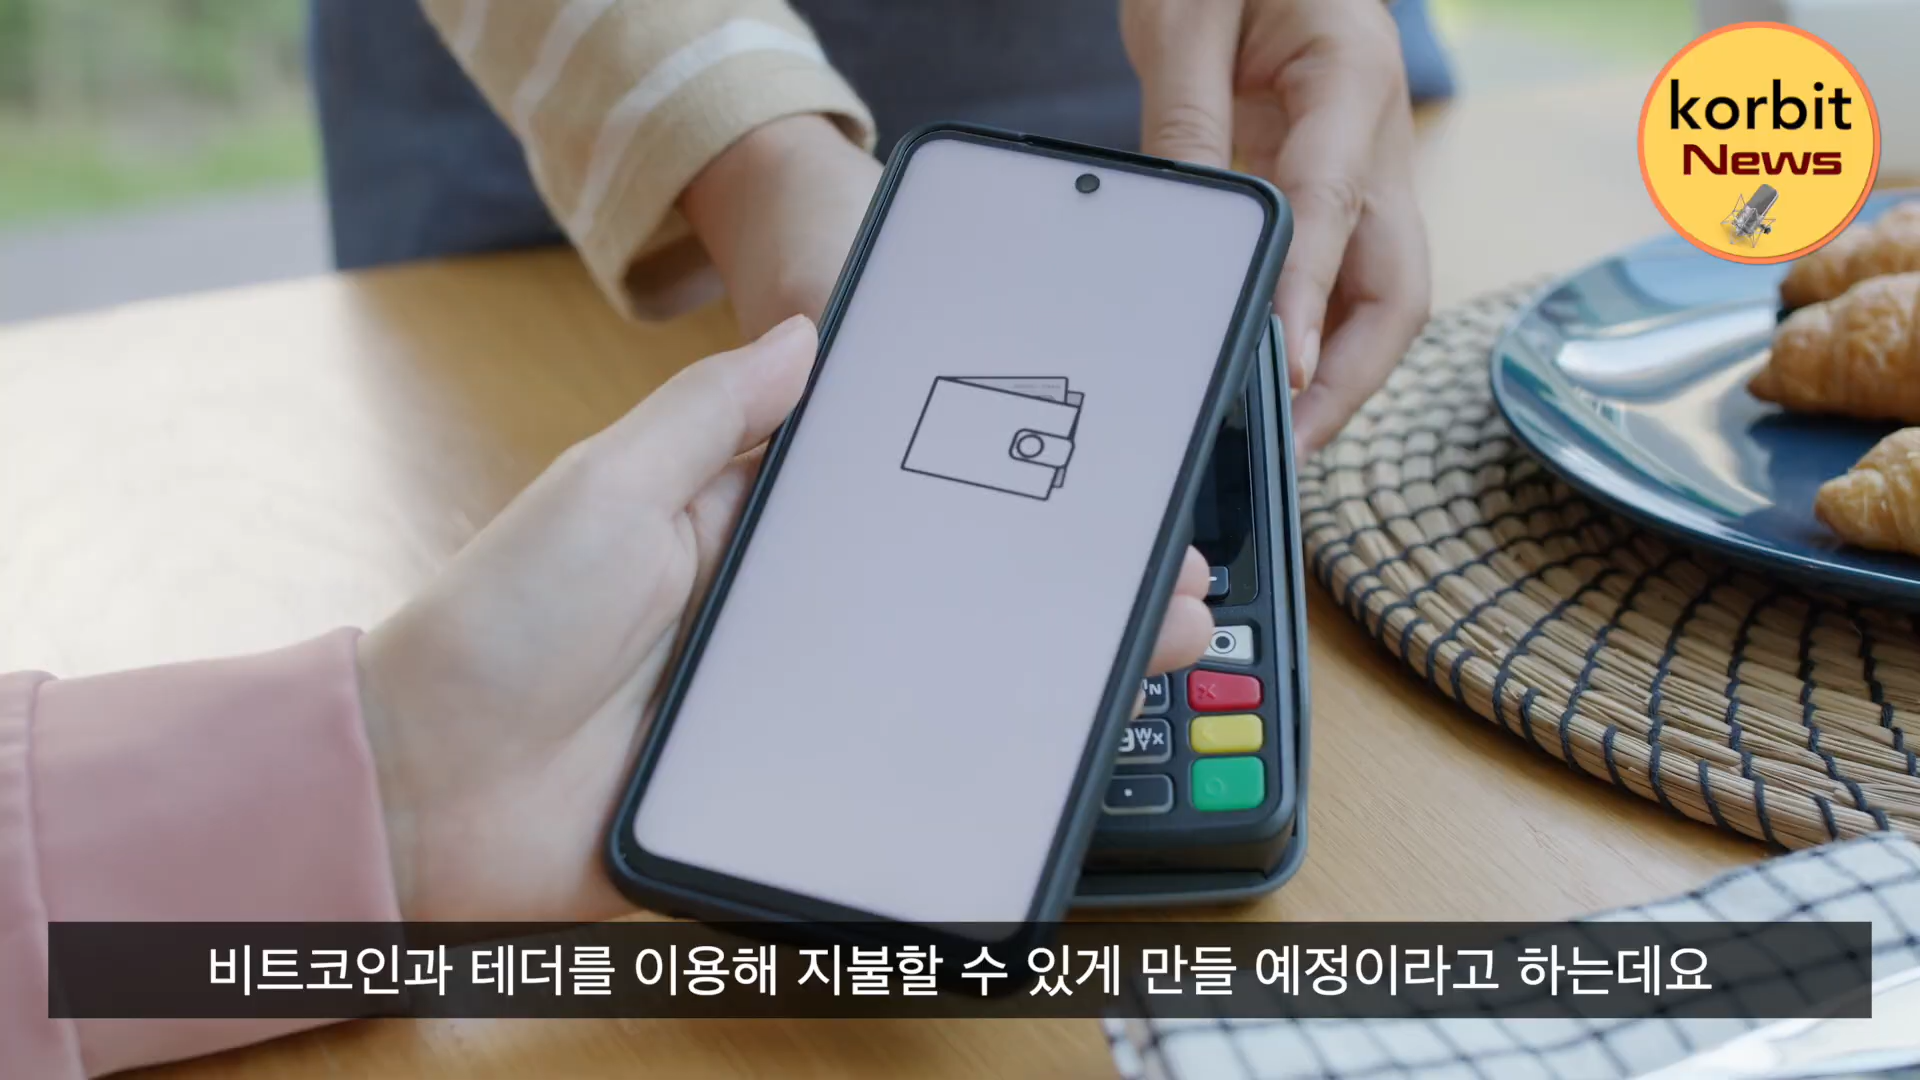 korbit
News
비트코인과 테더를 이용해 지불할 수 있게 만들 예정이라고 하는데요